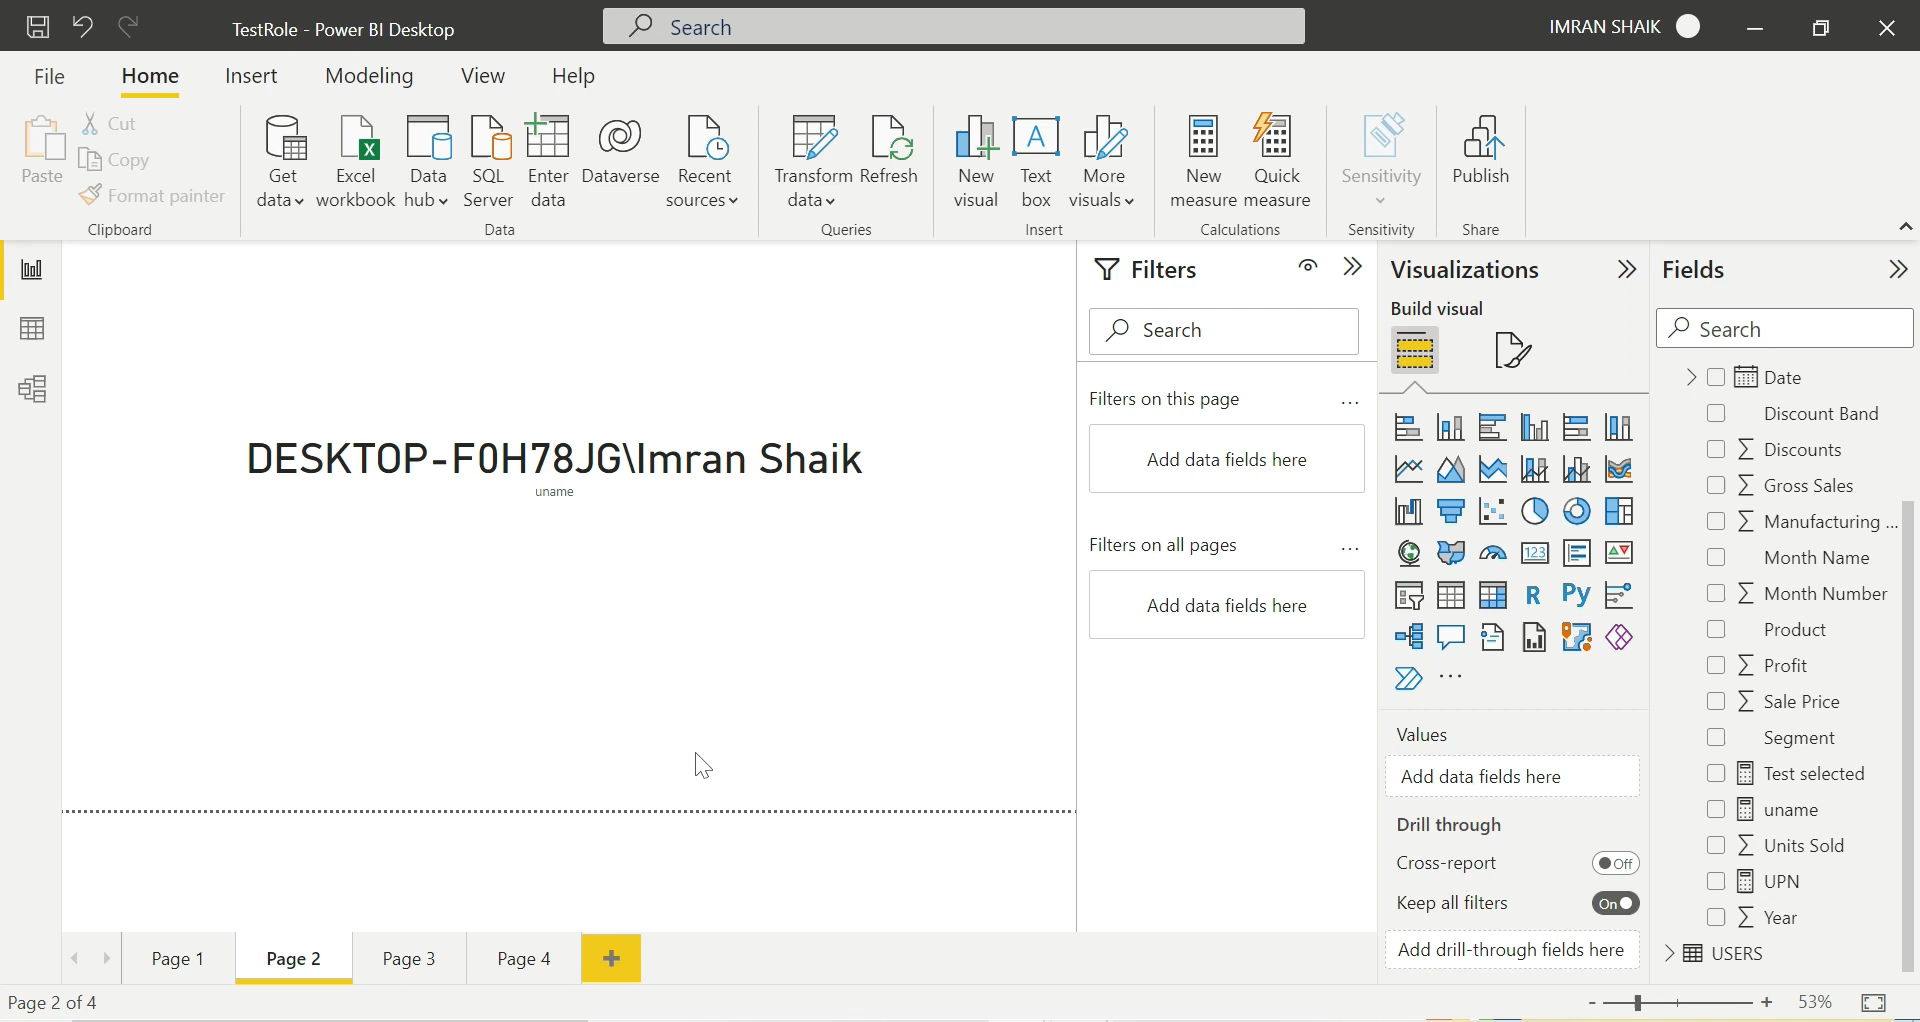 TestRole - Power BI Desktop
Search
IMRAN SHAIK
File
Home
Insert
Modeling
View
Help
Paste
Cut
Copy
Format painter
Clipboard
Get data
Excel workbook
Data hub
SQL Server
Enter data
Dataverse
Recent sources
Data
Transform data
Refresh
Queries
New visual
Text box
More visuals
Insert
New measure
Quick measure
Calculations
Sensitivity
Sensitivity
Publish
Share
DESKTOP-F0H78JG\Imran Shaik
uname
Filters
Search
Filters on this page
...
Add data fields here
Filters on all pages
...
Add data fields here
Visualizations
Build visual
123
R
Py
...
Values
Add data fields here
Drill through
Cross-report
Off
Keep all filters
On
Add drill-through fields here
Fields
Search
Date
Discount Band
Discounts
Gross Sales
Manufacturing ...
Month Name
Month Number
Product
Profit
Sale Price
Segment
Test selected
uname
Units Sold
UPN
Year
USERS
Page 1
Page 2
Page 3
Page 4
+
Page 2 of 4
- + 53%